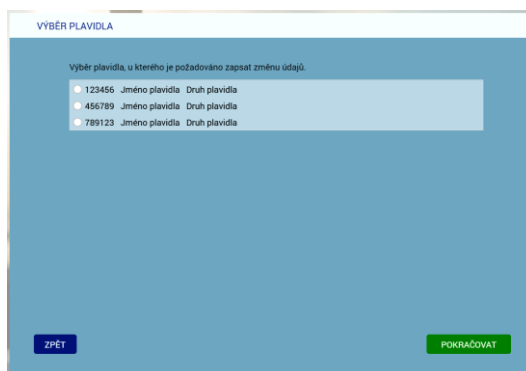 VÝBĚR PLAVIDLA
Výběr plavidla, u kterého je požadováno zapsat změnu údajů.
123456 Jméno plavidla Druh plavidla
456789 Jméno plavidla Druh plavidla
789123 Jméno plavidla Druh plavidla
ZPĚT POKRAČOVAT